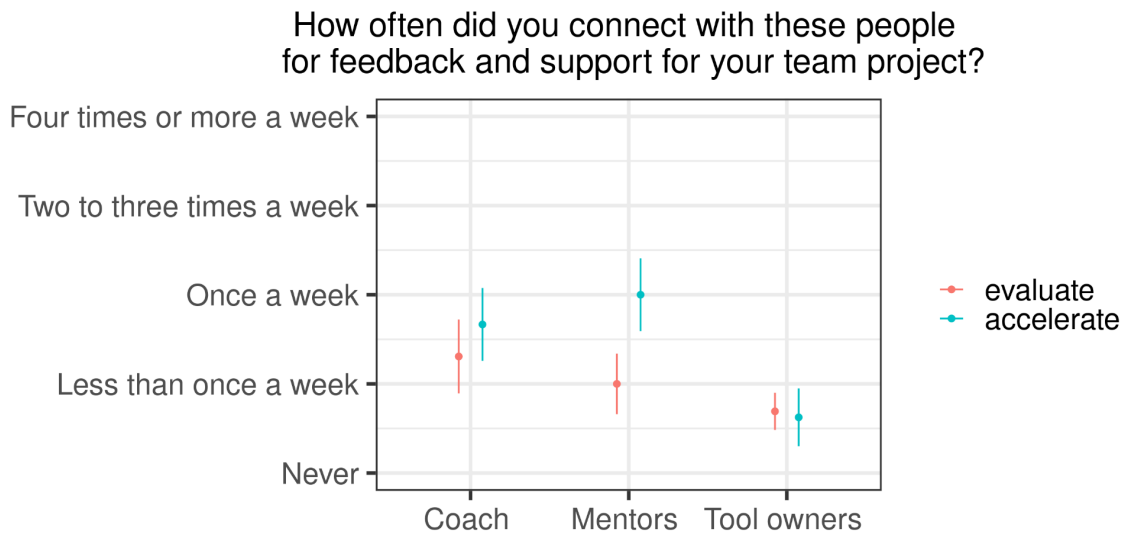 How often did you connect with these people
for feedback and support for your team project?
Four times or more a week
Two to three times a week
Once a week
Less than once a week
Never
Coach
Mentors
Tool owners
evaluate
accelerate